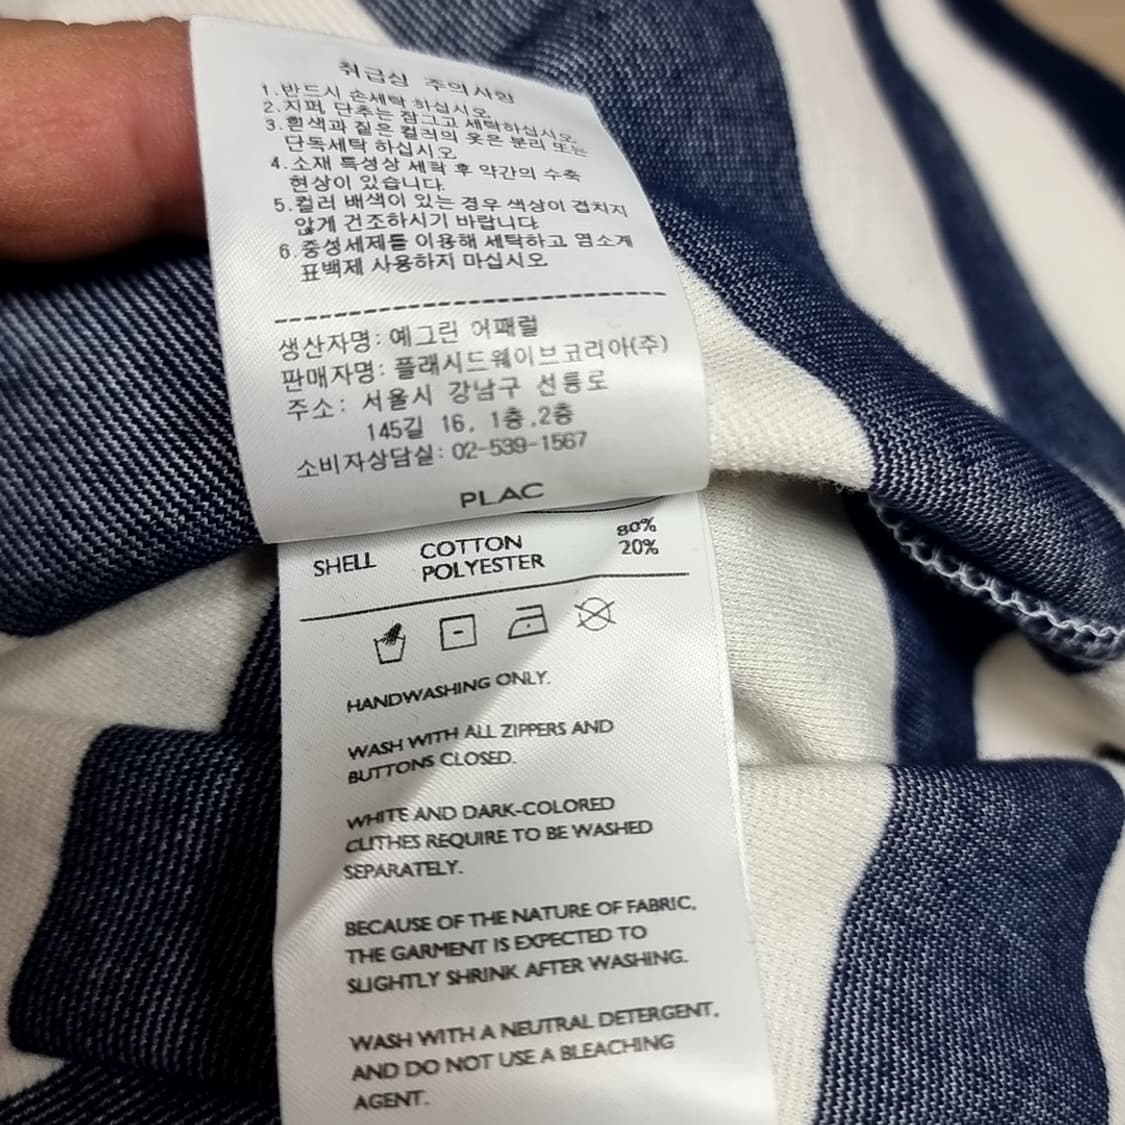 취급싱 주의사항
1.반드시 손세탁 하십시오.
2.지퍼, 단추는 잠그고 세탁하십시오.
3.흰색과 짙은 컬러의 옷은 분리 또는
단독세탁 하십시오.
4.소재 특성상 세탁 후 약간의 수축
현상이 있습니다.
5.컬러 배색이 있는 경우 색상이 겹치지
않게 건조하시기 바랍니다.
6.중성세제를 이용해 세탁하고 염소계
표백제 사용하지 마십시오.
생산자명: 예그린 어패럴
판매자명: 플래시드웨이브코리아(주)
주소: 서울시 강남구 선릉로
145길 16, 1층,2층
소비자상담실: 02-539-1567
PLAC
SHELL COTTON 80%
POLYESTER 20%
HANDWASHING ONLY.
WASH WITH ALL ZIPPERS AND
BUTTONS CLOSED.
WHITE AND DARK-COLORED
CLITHES REQUIRE TO BE WASHED
SEPARATELY.
BECAUSE OF THE NATURE OF FABRIC,
THE GARMENT IS EXPECTED TO
SLIGHTLY SHRINK AFTER WASHING.
WASH WITH A NEUTRAL DETERGENT,
AND DO NOT USE A BLEACHING
AGENT.